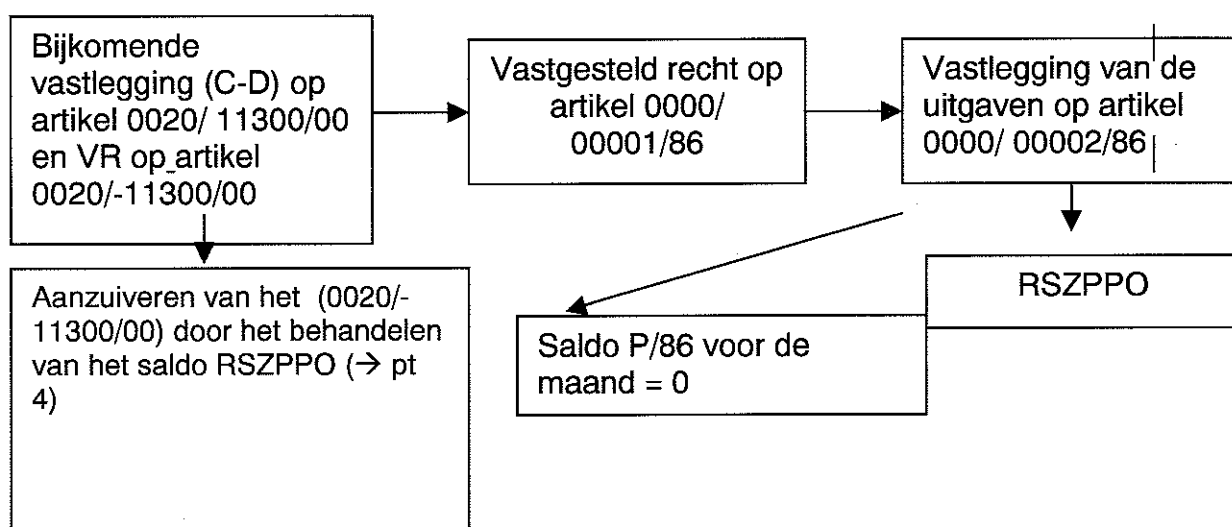 Bijkomende
vastlegging (C-D) op
artikel 0020/ 11300/00
en VR op artikel
0020/-11300/00
Vastgesteld recht op
artikel 0000/
00001/86
Vastlegging van de
uitgaven op artikel
0000/ 00002/86
Aanzuiveren van het (0020/-
11300/00) door het behandelen
van het saldo RSZPPO (→ pt
4)
Saldo P/86 voor de
maand = 0
RSZPPO